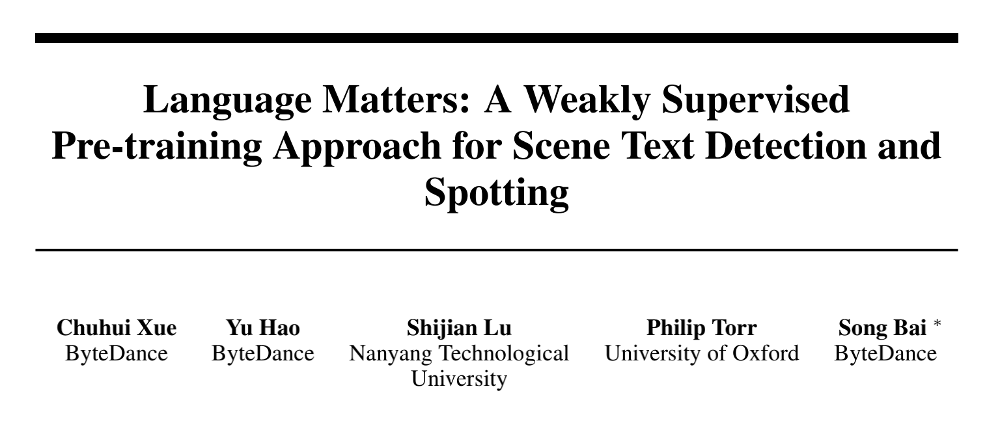 Language Matters: A Weakly Supervised
Pre-training Approach for Scene Text Detection and
Spotting
Chuhui Xue Yu Hao Shijian Lu Philip Torr Song Bai *
ByteDance ByteDance Nanyang Technological University of Oxford ByteDance
University